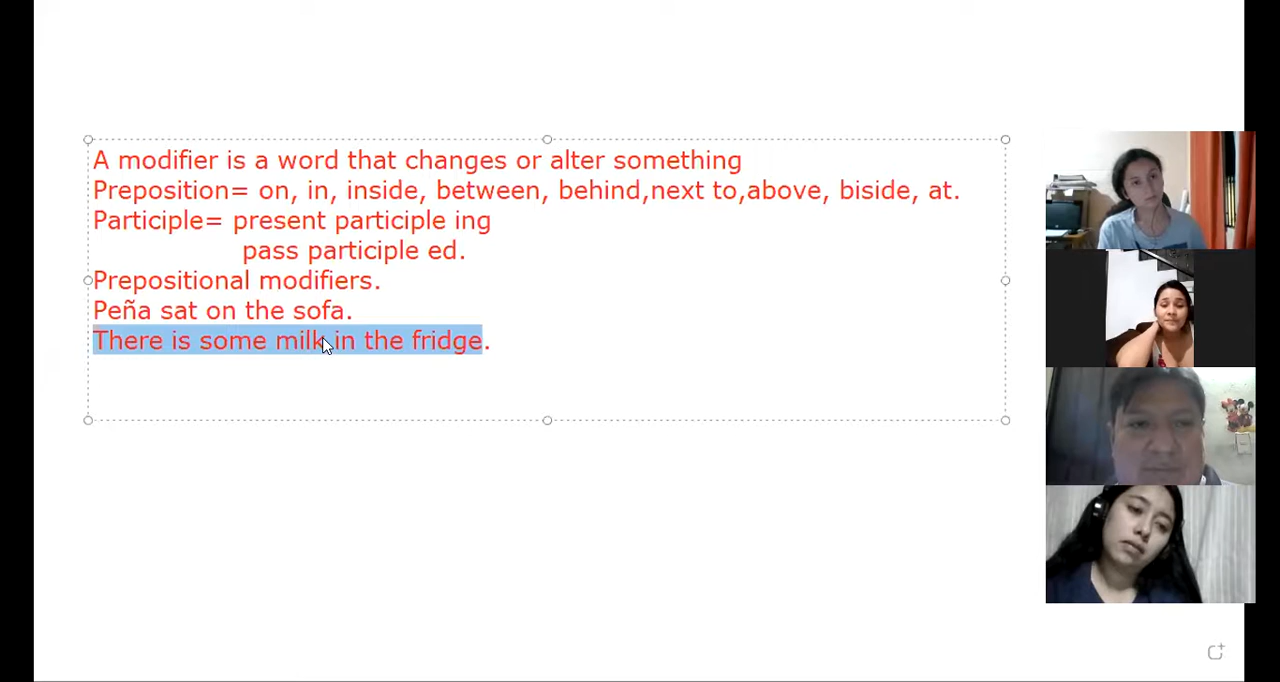 A modifier is a word that changes or alter something
Preposition= on, in, inside, between, behind,next to,above, biside, at.
Participle= present participle ing
pass participle ed.
Prepositional modifiers.
Peña sat on the sofa.
There is some milk in the fridge.